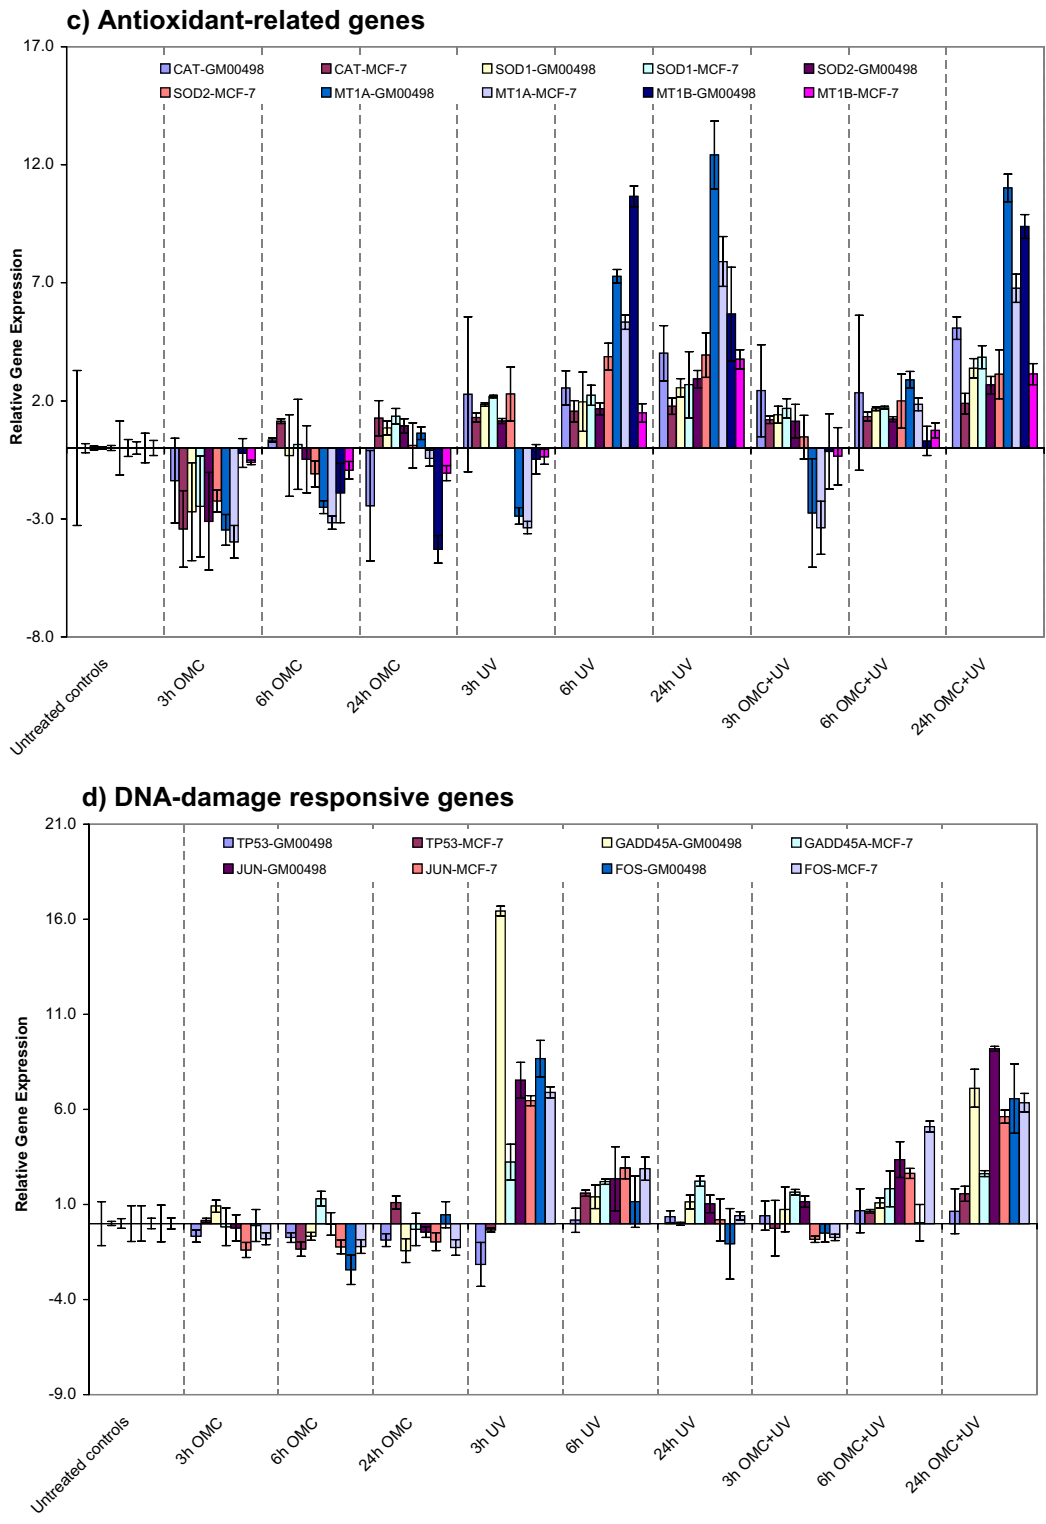 c) Antioxidant-related genes
17.0
CAT-GM00498 CAT-MCF-7 SOD1-GM00498 SOD1-MCF-7 SOD2-GM00498
SOD2-MCF-7 MT1A-GM00498 MT1A-MCF-7 MT1B-GM00498 MT1B-MCF-7
12.0
7.0
2.0
-3.0
-8.0
Relative Gene Expression
Untreated controls
3h OMC
6h OMC
24h OMC
3h UV
6h UV
24h UV
3h OMC+UV
6h OMC+UV
24h OMC+UV
d) DNA-damage responsive genes
21.0
TP53-GM00498 TP53-MCF-7 GADD45A-GM00498 GADD45A-MCF-7
JUN-GM00498 JUN-MCF-7 FOS-GM00498 FOS-MCF-7
16.0
11.0
6.0
1.0
-4.0
-9.0
Relative Gene Expression
Untreated controls
3h OMC
6h OMC
24h OMC
3h UV
6h UV
24h UV
3h OMC+UV
6h OMC+UV
24h OMC+UV